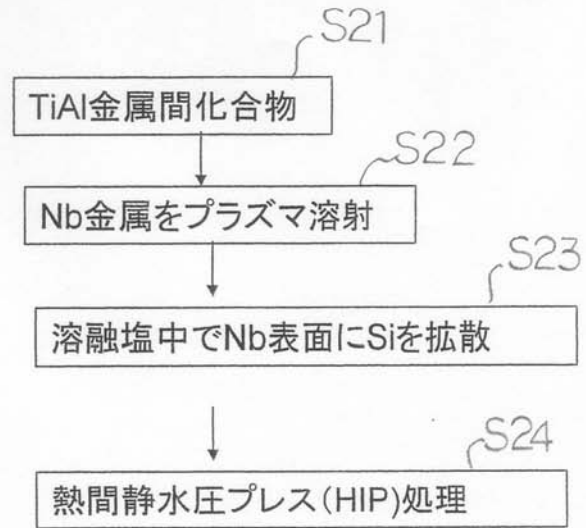 S21
TiAl金属間化合物
S22
Nb金属をプラズマ溶射
S23
溶融塩中でNb表面にSiを拡散
S24
熱間静水圧プレス(HIP)処理